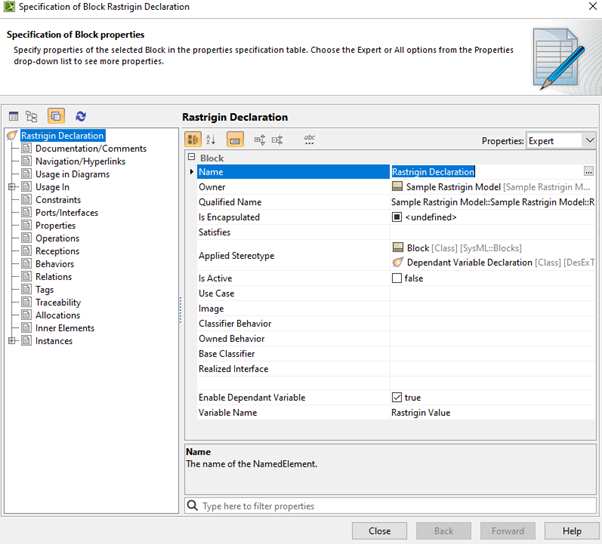 Specification of Block Rastrigin Declaration
Specification of Block properties
Specify properties of the selected Block in the properties specification table. Choose the Expert or All options from the Properties
drop-down list to see more properties.
Rastrigin Declaration
Documentation/Comments
Navigation/Hyperlinks
Usage in Diagrams
Usage In
Constraints
Ports/Interfaces
Properties
Operations
Receptions
Behaviors
Relations
Tags
Traceability
Allocations
Inner Elements
Instances
Rastrigin Declaration
Properties: Expert
Block
Name Rastrigin Declaration ...
Owner Sample Rastrigin Model [Sample Rastrigin M...
Qualified Name Sample Rastrigin Model::Sample Rastrigin Model::R
Is Encapsulated <undefined>
Satisfies
Applied Stereotype Block [Class] [SysML::Blocks]
Dependant Variable Declaration [Class] [DesExT
Is Active false
Use Case
Image
Classifier Behavior
Owned Behavior
Base Classifier
Realized Interface
Enable Dependant Variable true
Variable Name Rastrigin Value
Name
The name of the NamedElement.
Type here to filter properties
Close Back Forward Help